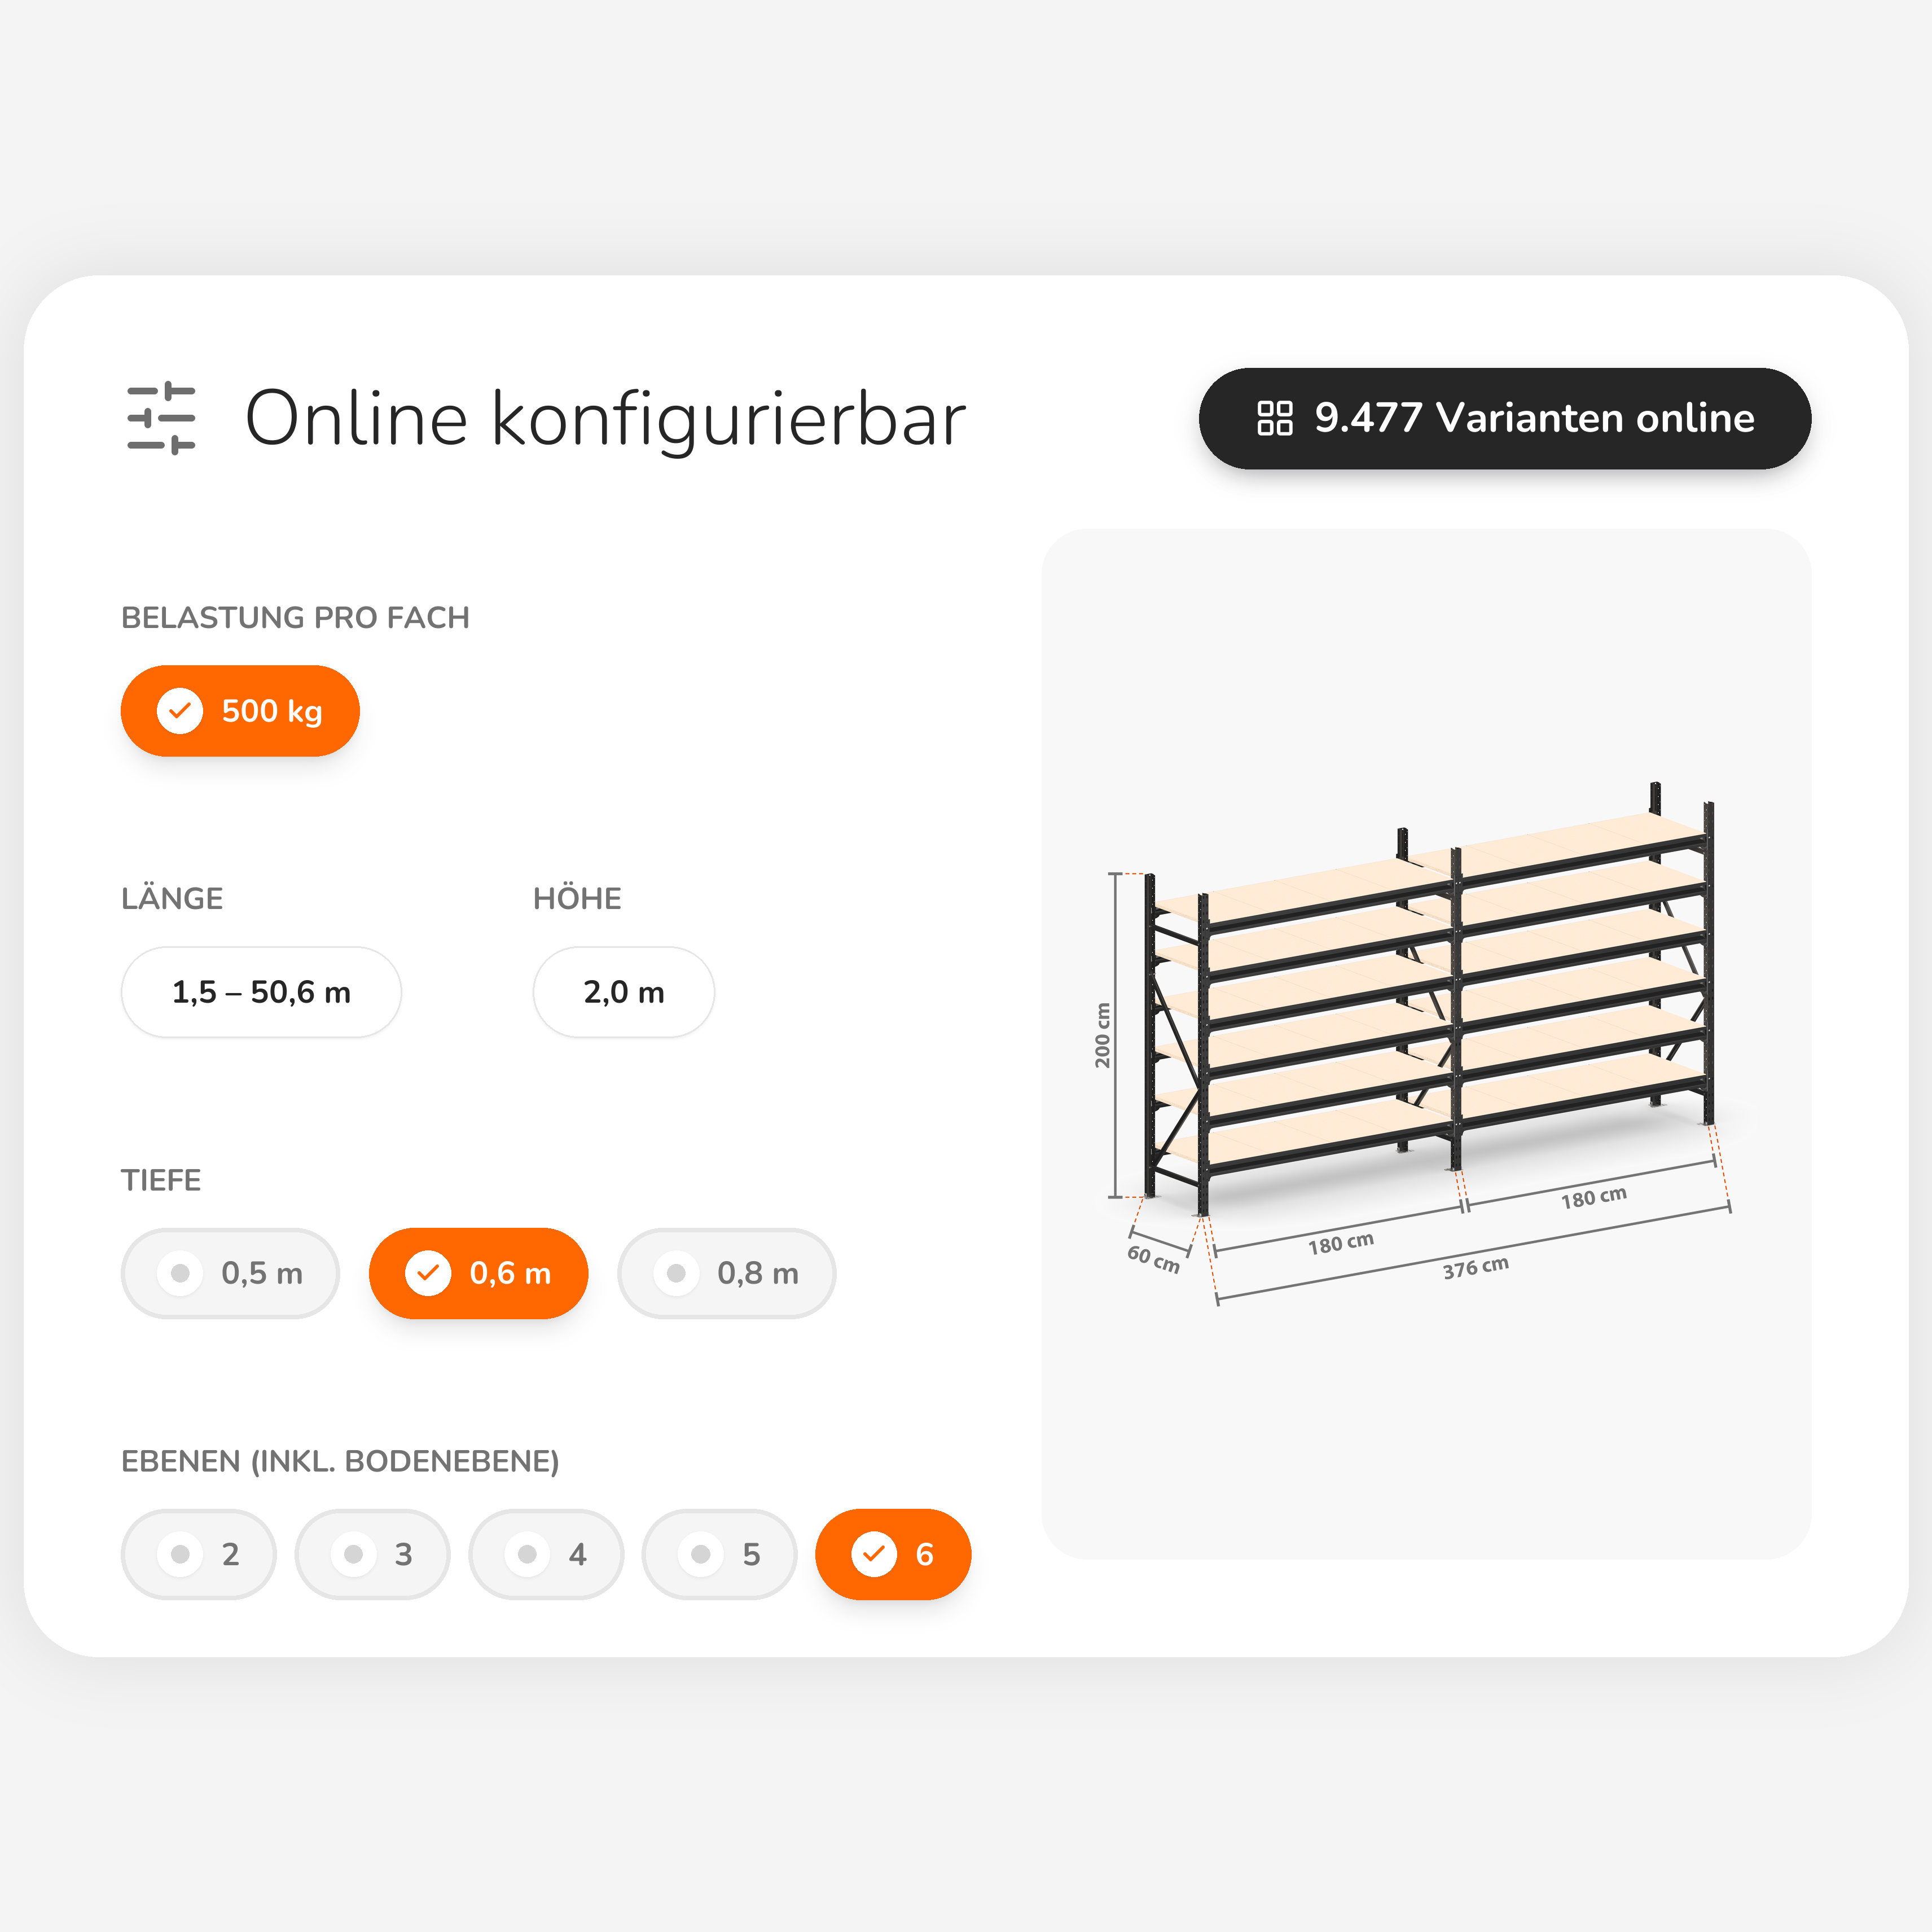 Online konfigurierbar
9.477 Varianten online
BELASTUNG PRO FACH
500 kg
LÄNGE
HÖHE
1,5 – 50,6 m
2,0 m
TIEFE
0,5 m
0,6 m
0,8 m
EBENEN (INKL. BODENEBENE)
2
3
4
5
6
200 cm
60 cm
180 cm
180 cm
376 cm